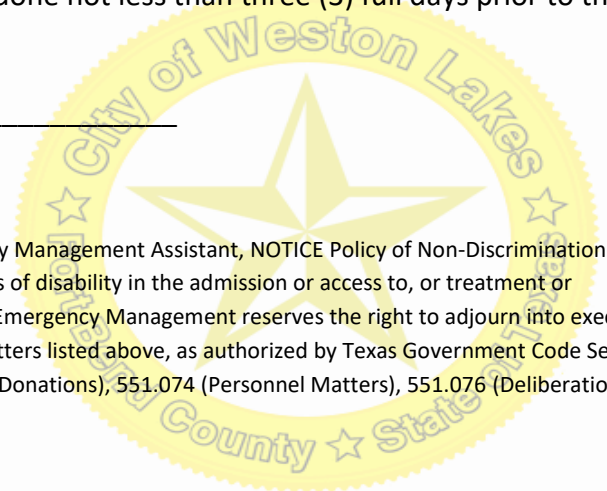 done not less than three (3) full days prior to th
City of Weston Lakes
y Management Assistant, NOTICE Policy of Non-Discrimination
s of disability in the admission or access to, or treatment or
Emergency Management reserves the right to adjourn into exec
tters listed above, as authorized by Texas Government Code Se
Donations), 551.074 (Personnel Matters), 551.076 (Deliberatio
Fort Bend County State of Texas